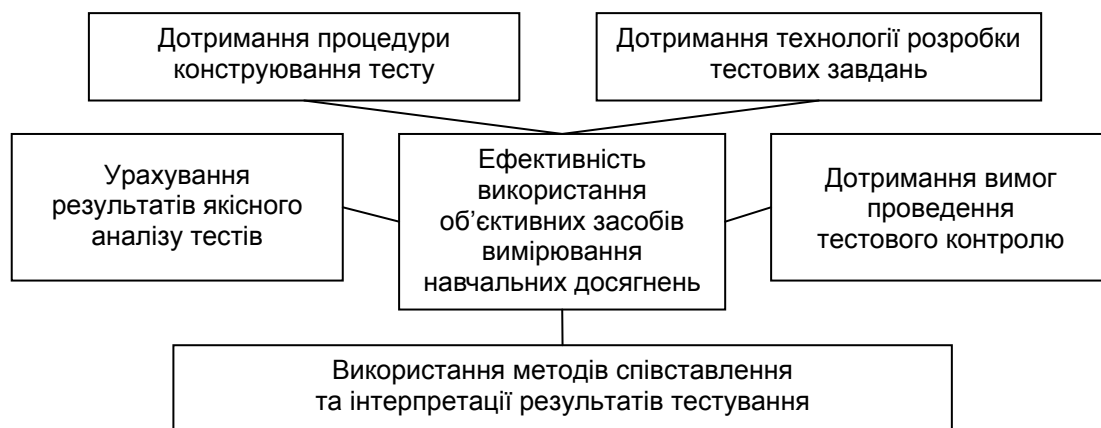 Дотримання процедури
конструювання тесту
Дотримання технології розробки
тестових завдань
Урахування
результатів якісного
аналізу тестів
Ефективність
використання
об’єктивних засобів
вимірювання
навчальних досягнень
Дотримання вимог
проведення
тестового контролю
Використання методів співставлення
та інтерпретації результатів тестування